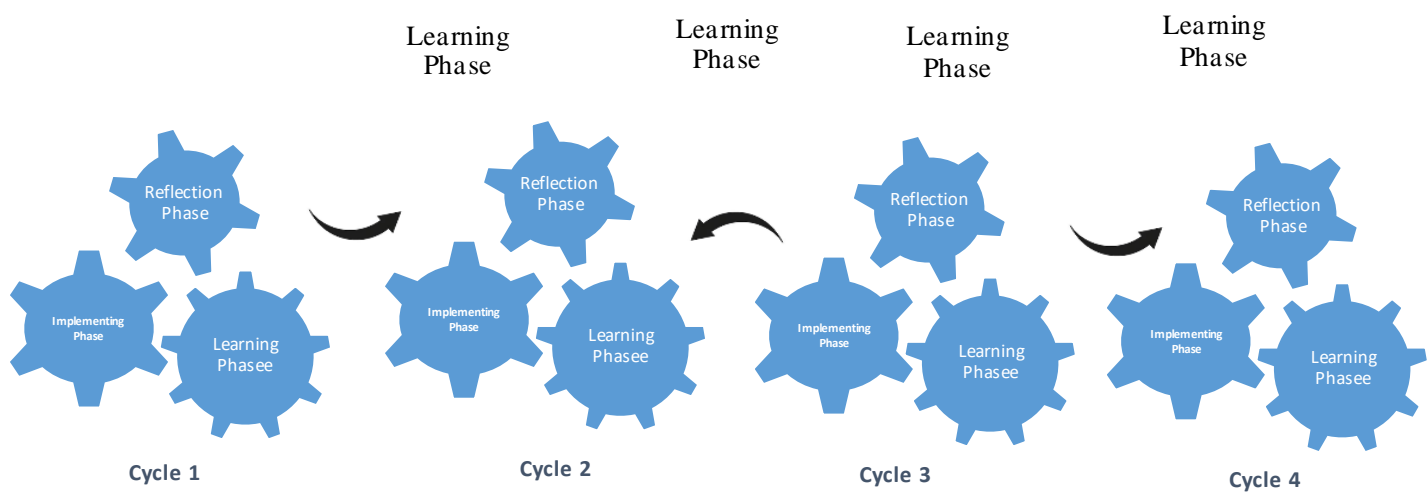 Learning
Phase
Learning
Phase
Learning
Phase
Learning
Phase
Reflection
Phase
Implementing
Phase
Learning
Phasee
Cycle 1
Reflection
Phase
Implementing
Phase
Learning
Phasee
Cycle 2
Reflection
Phase
Implementing
Phase
Learning
Phasee
Cycle 3
Reflection
Phase
Implementing
Phase
Learning
Phasee
Cycle 4